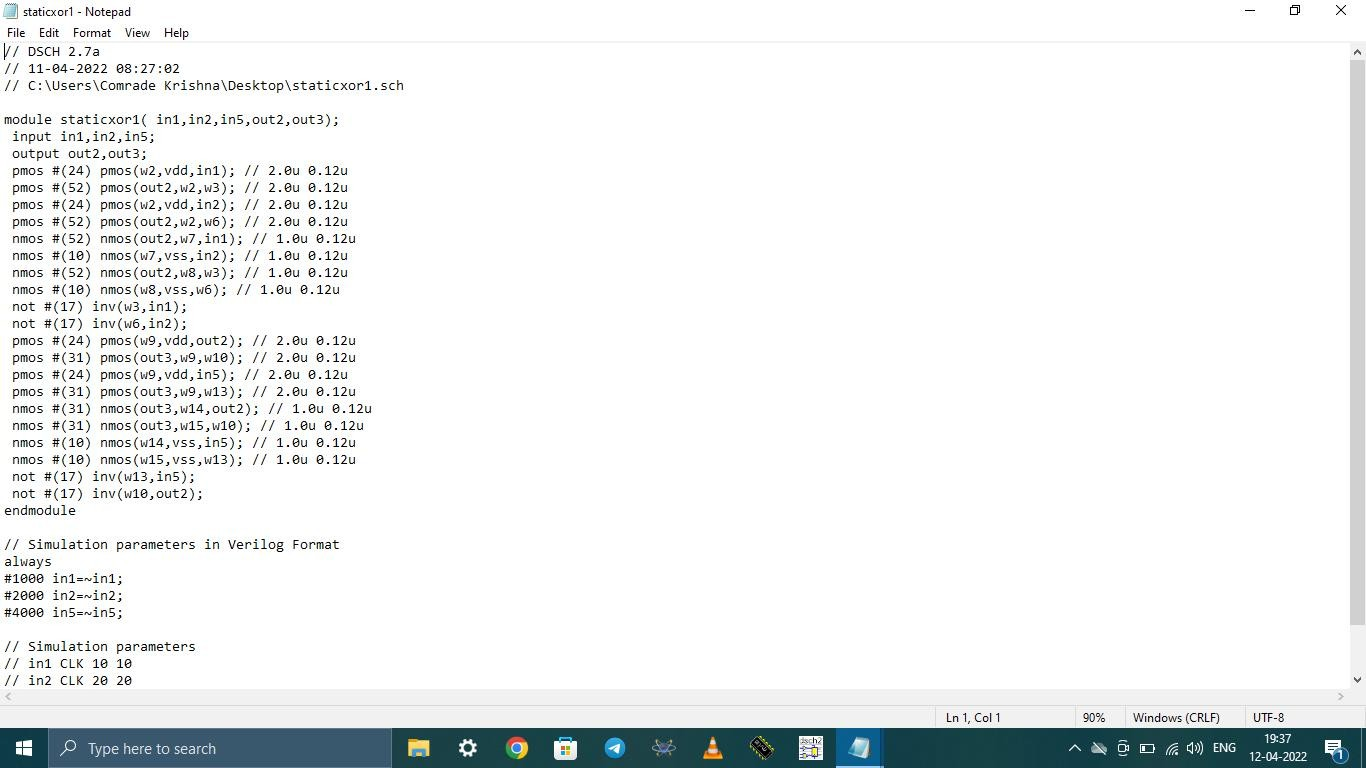 staticxor1 - Notepad
File Edit Format View Help
// DSCH 2.7a
// 11-04-2022 08:27:02
// C:\Users\Comrade Krishna\Desktop\staticxor1.sch
module staticxor1( in1,in2,in5,out2,out3);
input in1,in2,in5;
output out2,out3;
pmos #(24) pmos(w2,vdd,in1); // 2.0u 0.12u
pmos #(52) pmos(out2,w2,w3); // 2.0u 0.12u
pmos #(24) pmos(w2,vdd,in2); // 2.0u 0.12u
pmos #(52) pmos(out2,w2,w6); // 2.0u 0.12u
nmos #(52) nmos(out2,w7,in1); // 1.0u 0.12u
nmos #(10) nmos(w7,vss,in2); // 1.0u 0.12u
nmos #(52) nmos(out2,w8,w3); // 1.0u 0.12u
nmos #(10) nmos(w8,vss,w6); // 1.0u 0.12u
not #(17) inv(w3,in1);
not #(17) inv(w6,in2);
pmos #(24) pmos(w9,vdd,out2); // 2.0u 0.12u
pmos #(31) pmos(out3,w9,w10); // 2.0u 0.12u
pmos #(24) pmos(w9,vdd,in5); // 2.0u 0.12u
pmos #(31) pmos(out3,w9,w13); // 2.0u 0.12u
nmos #(31) nmos(out3,w14,out2); // 1.0u 0.12u
nmos #(31) nmos(out3,w15,w10); // 1.0u 0.12u
nmos #(10) nmos(w14,vss,in5); // 1.0u 0.12u
nmos #(10) nmos(w15,vss,w13); // 1.0u 0.12u
not #(17) inv(w13,in5);
not #(17) inv(w10,out2);
endmodule
// Simulation parameters in Verilog Format
always
#1000 in1=~in1;
#2000 in2=~in2;
#4000 in5=~in5;
// Simulation parameters
// in1 CLK 10 10
// in2 CLK 20 20
Ln 1, Col 1 90% Windows (CRLF) UTF-8
Type here to search
dsch2
ENG
19:37
12-04-2022
1